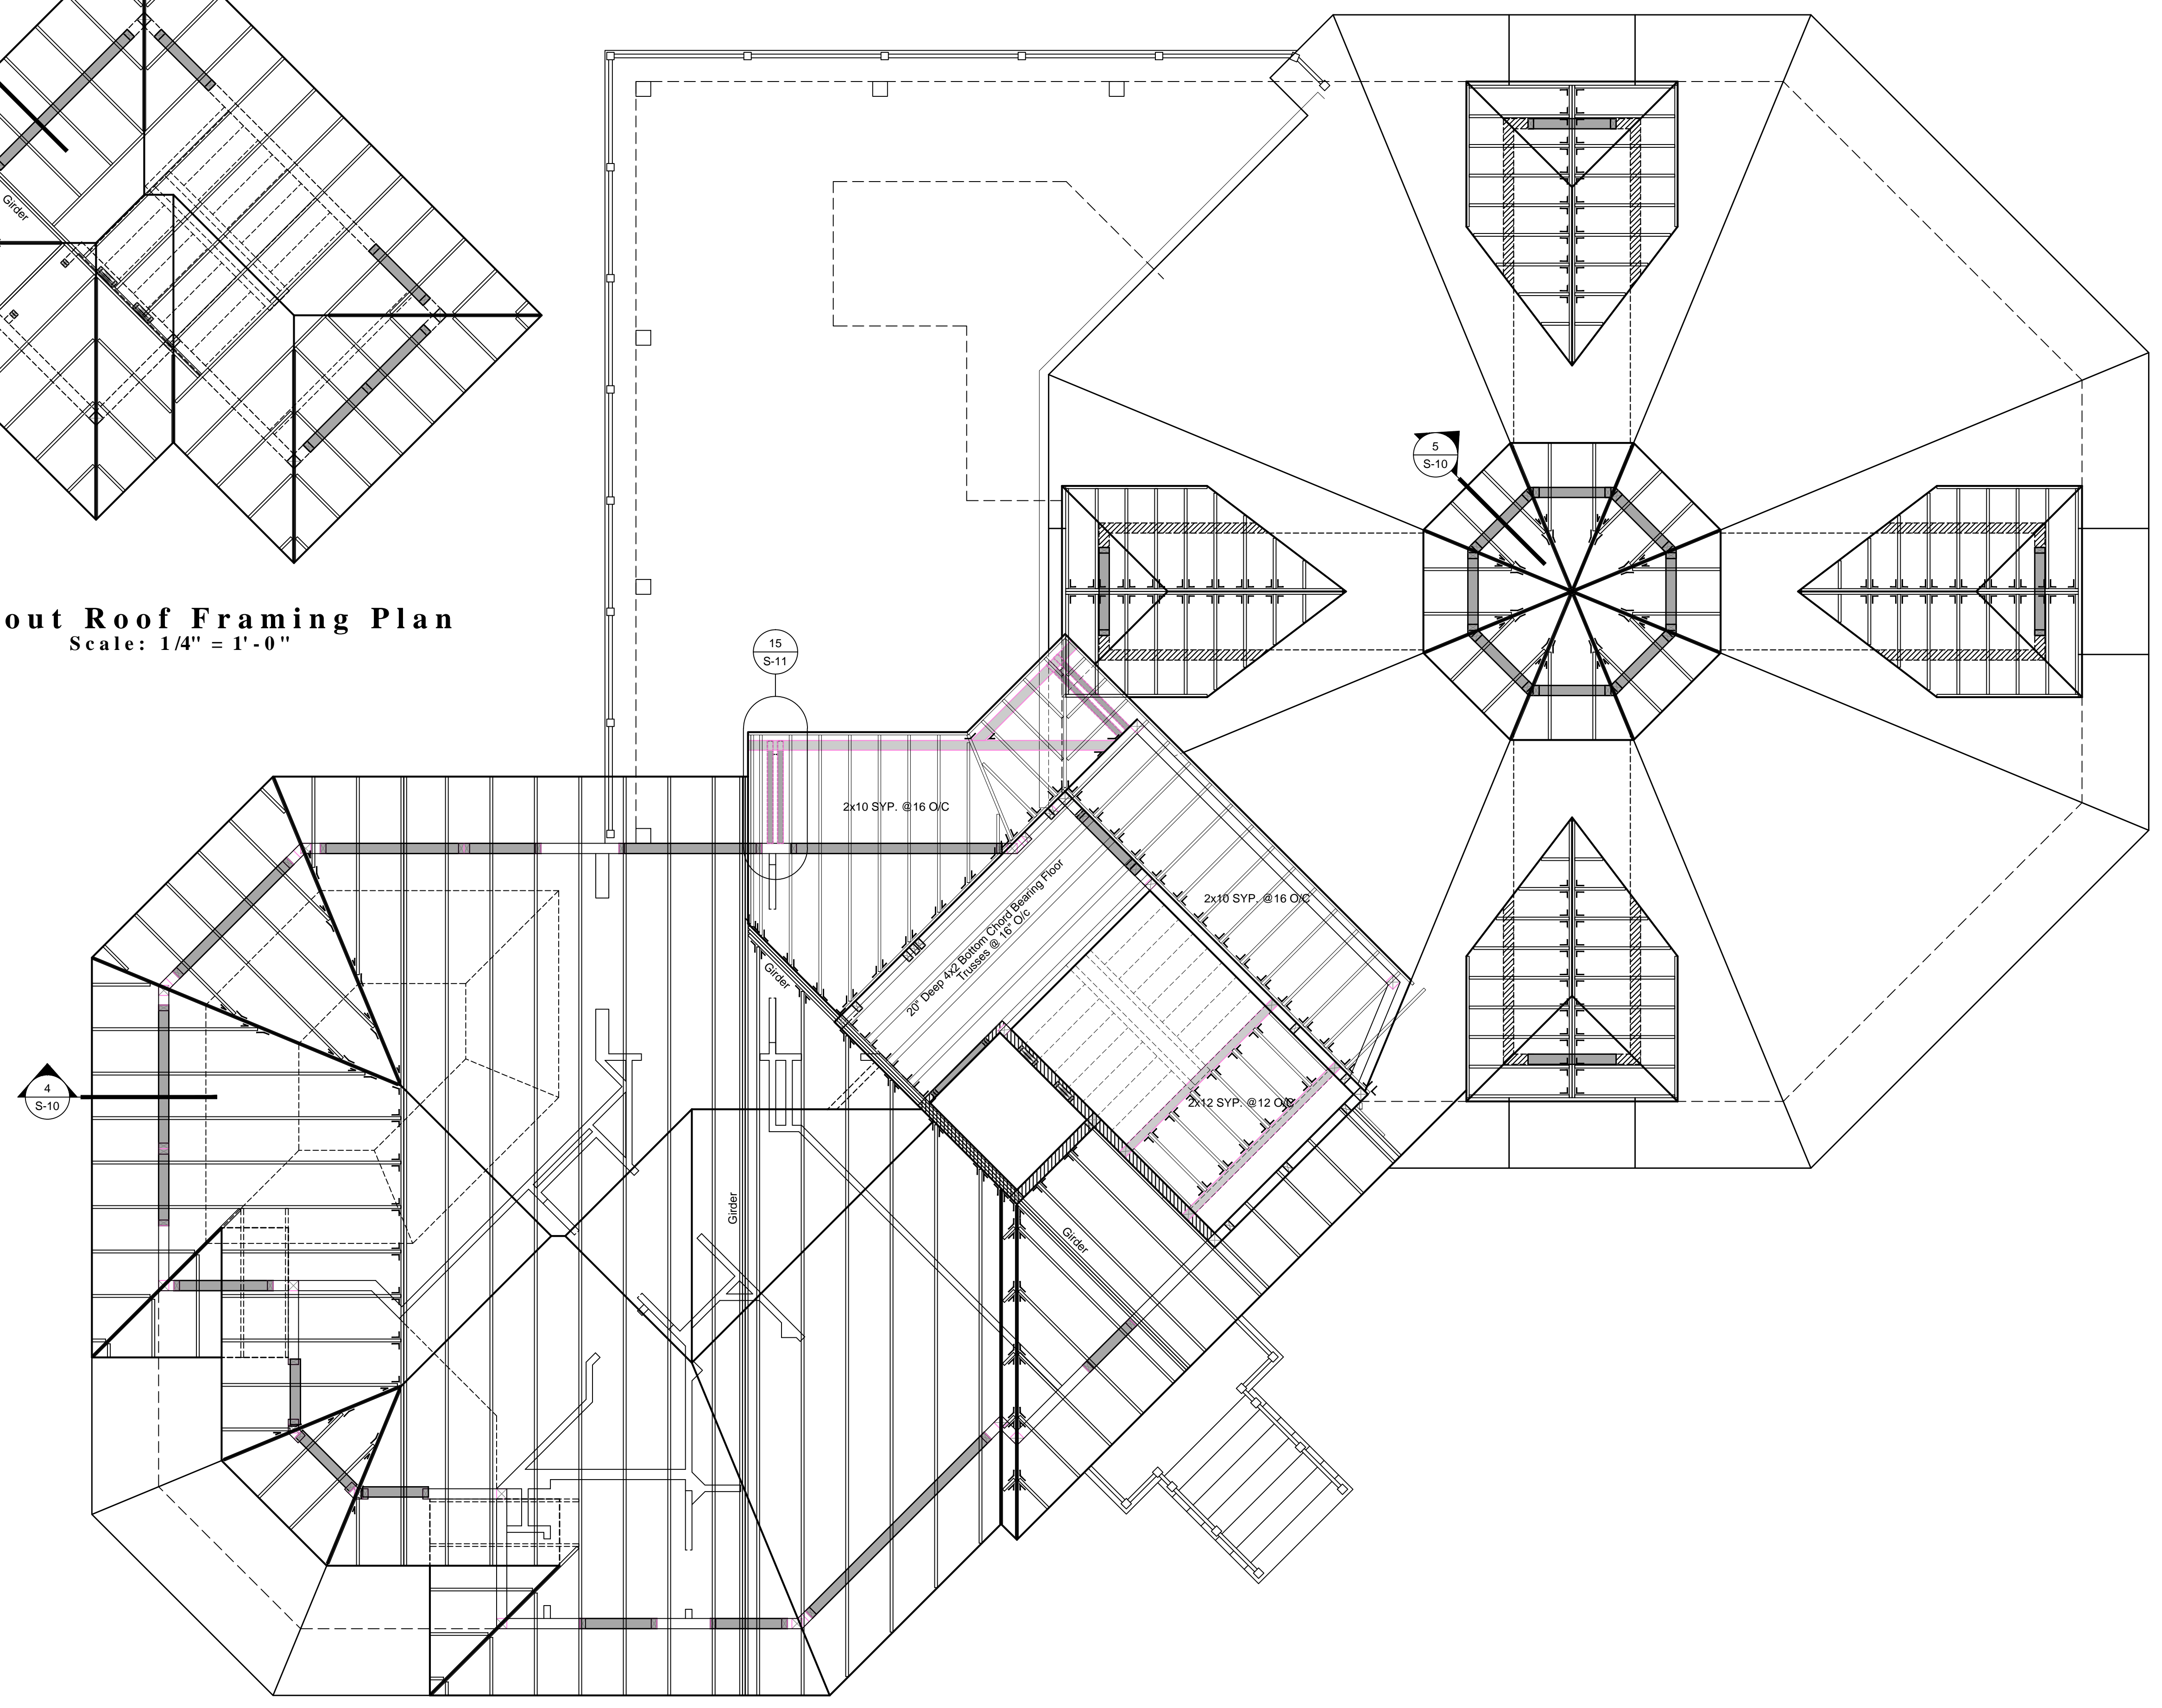 Girder
out Roof Framing Plan
Scale: 1/4" = 1'-0"
5
S-10
15
S-11
2x10 SYP. @16 O/C
20" Deep 4x2 Bottom Chord Bearing Floor
Trusses @ 16" O/c
2x10 SYP. @16 O/C
Girder
4
S-10
2x12 SYP. @12 O/C
Girder
Girder